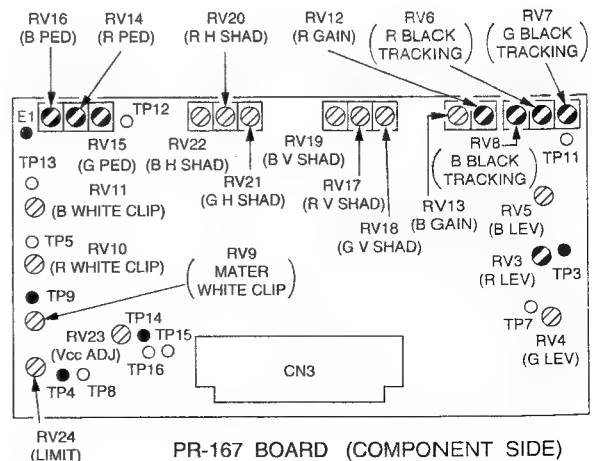 RV16
(B PED)
RV14
(R PED)
RV20
(R H SHAD)
RV12
(R GAIN)
RV6
(R BLACK
TRACKING)
RV7
(G BLACK
TRACKING)
E1
TP12
RV15
(G PED)
RV22
(B H SHAD)
RV21
(G H SHAD)
RV19
(B V SHAD)
RV17
(R V SHAD)
RV18
(G V SHAD)
RV13
(B GAIN)
RV8
(B BLACK
TRACKING)
TP11
TP13
RV11
(B WHITE CLIP)
TP5
RV10
(R WHITE CLIP)
RV9
(MATER
WHITE CLIP)
RV5
(B LEV)
RV3
(R LEV)
TP3
TP9
TP14
RV23
(Vcc ADJ)
TP15
TP16
TP7
RV4
(G LEV)
CN3
TP4
TP8
RV24
(LIMIT)
PR-167 BOARD (COMPONENT SIDE)